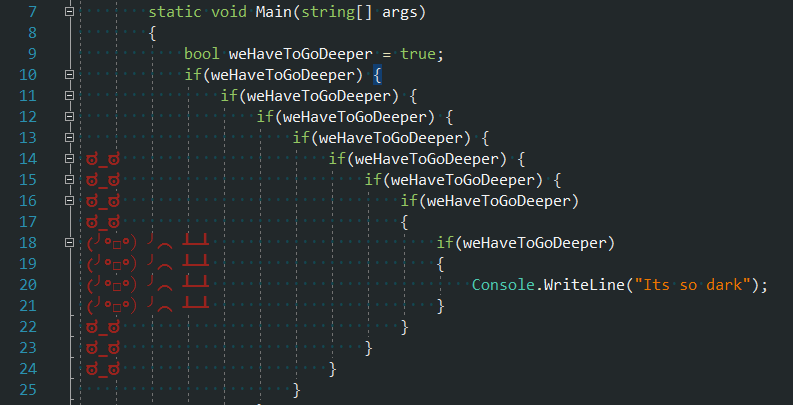 7 static void Main(string[] args)
8 {
9 bool weHaveToGoDeeper = true;
10 if(weHaveToGoDeeper) {
11 if(weHaveToGoDeeper) {
12 if(weHaveToGoDeeper) {
13 if(weHaveToGoDeeper) {
14 ಠ_ಠ if(weHaveToGoDeeper) {
15 ಠ_ಠ if(weHaveToGoDeeper) {
16 ಠ_ಠ if(weHaveToGoDeeper)
17 ಠ_ಠ {
18 (╯°□°)╯︵ ┻━┻ if(weHaveToGoDeeper)
19 (╯°□°)╯︵ ┻━┻ {
20 (╯°□°)╯︵ ┻━┻ Console.WriteLine("Its so dark");
21 (╯°□°)╯︵ ┻━┻ }
22 ಠ_ಠ }
23 ಠ_ಠ }
24 ಠ_ಠ }
25 }